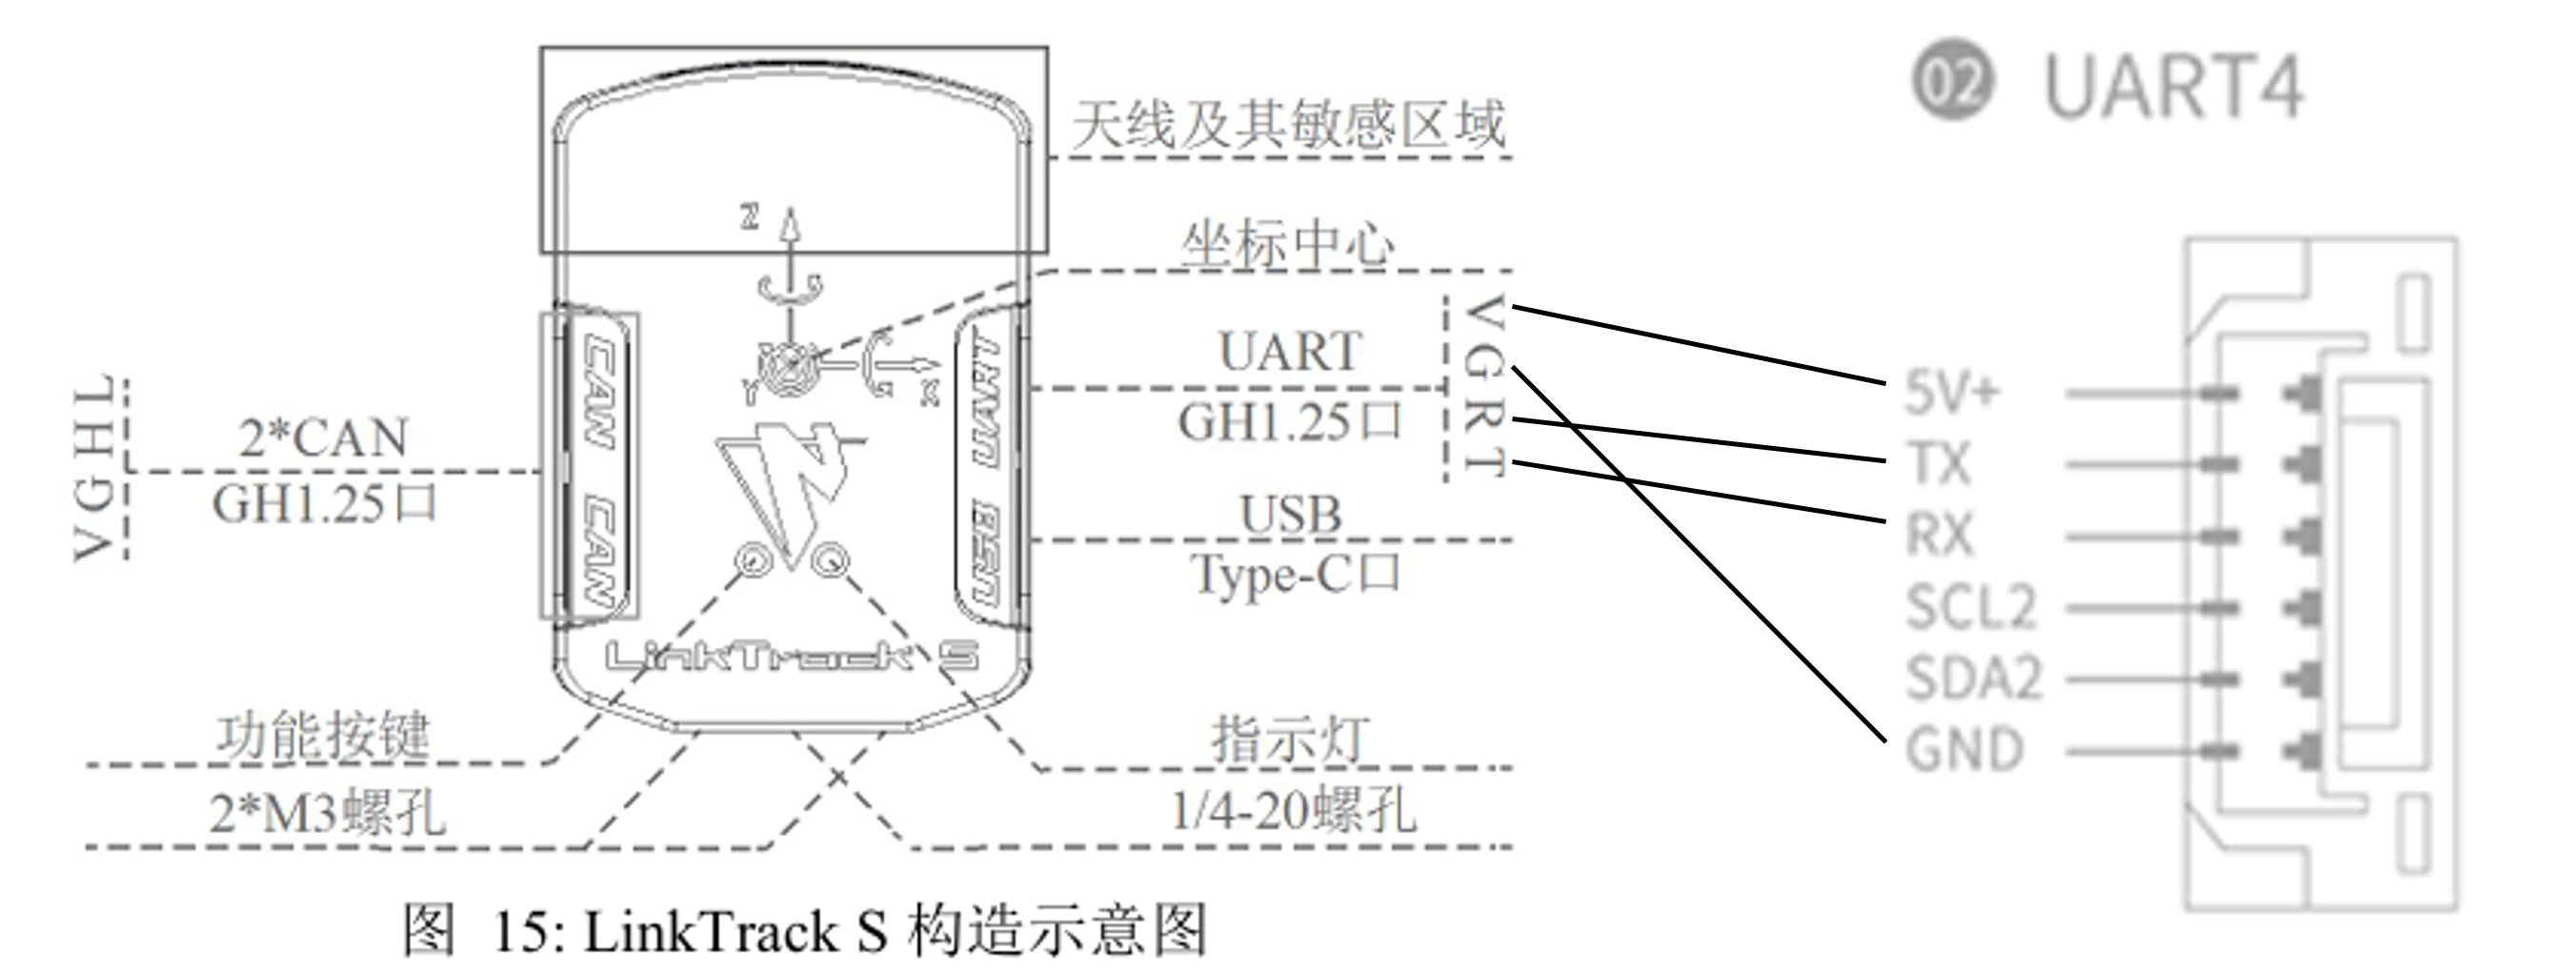 02 UART4
天线及其敏感区域
Z
坐标中心
V
G
R
T
UART
GH1.25口
Y
X
CAN
CAN
UART
USB
V G H L
2*CAN
GH1.25口
USB
Type-C口
5V+
TX
RX
SCL2
SDA2
GND
LinkTrack S
功能按键
指示灯
2*M3螺孔
1/4-20螺孔
图 15: LinkTrack S 构造示意图